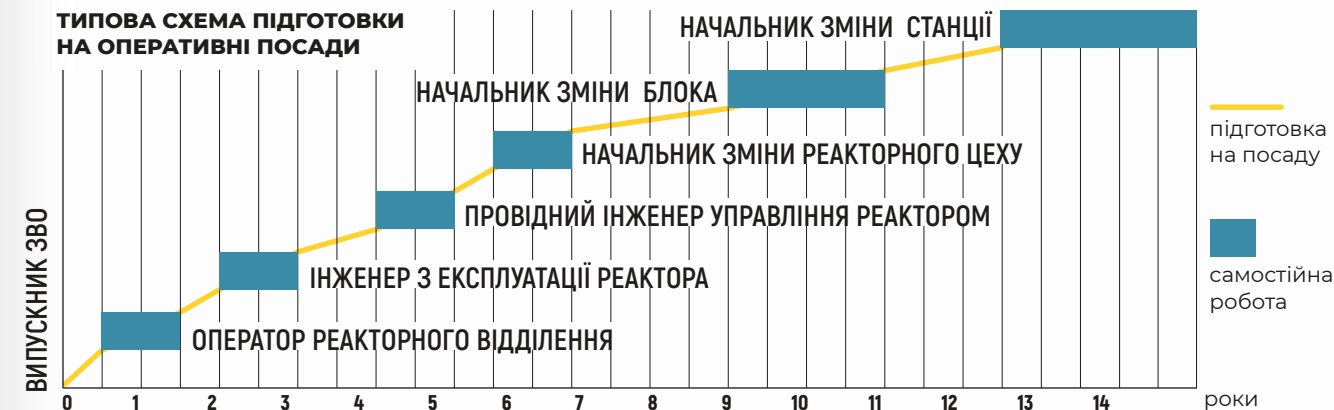 ТИПОВА СХЕМА ПІДГОТОВКИ
НА ОПЕРАТИВНІ ПОСАДИ
НАЧАЛЬНИК ЗМІНИ СТАНЦІЇ
НАЧАЛЬНИК ЗМІНИ БЛОКА
НАЧАЛЬНИК ЗМІНИ РЕАКТОРНОГО ЦЕХУ
ПРОВІДНИЙ ІНЖЕНЕР УПРАВЛІННЯ РЕАКТОРОМ
ІНЖЕНЕР З ЕКСПЛУАТАЦІЇ РЕАКТОРА
ОПЕРАТОР РЕАКТОРНОГО ВІДДІЛЕННЯ
ВИПУСКНИК ЗВО
0 1 2 3 4 5 6 7 8 9 10 11 12 13 14 роки
підготовка
на посаду
самостійна
робота